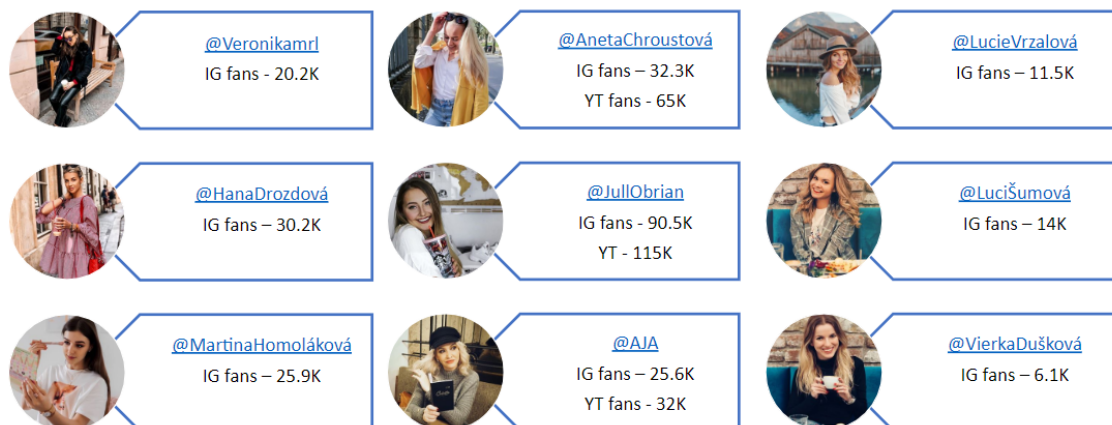 @Veronikamrl
IG fans - 20.2K
@AnetaChroustová
IG fans – 32.3K
YT fans - 65K
@LucieVrzalová
IG fans – 11.5K
@HanaDrozdová
IG fans – 30.2K
@JullObrian
IG fans - 90.5K
YT - 115K
@LuciŠumová
IG fans – 14K
@MartinaHomoláková
IG fans – 25.9K
@AJA
IG fans – 25.6K
YT fans - 32K
@VierkaDušková
IG fans – 6.1K